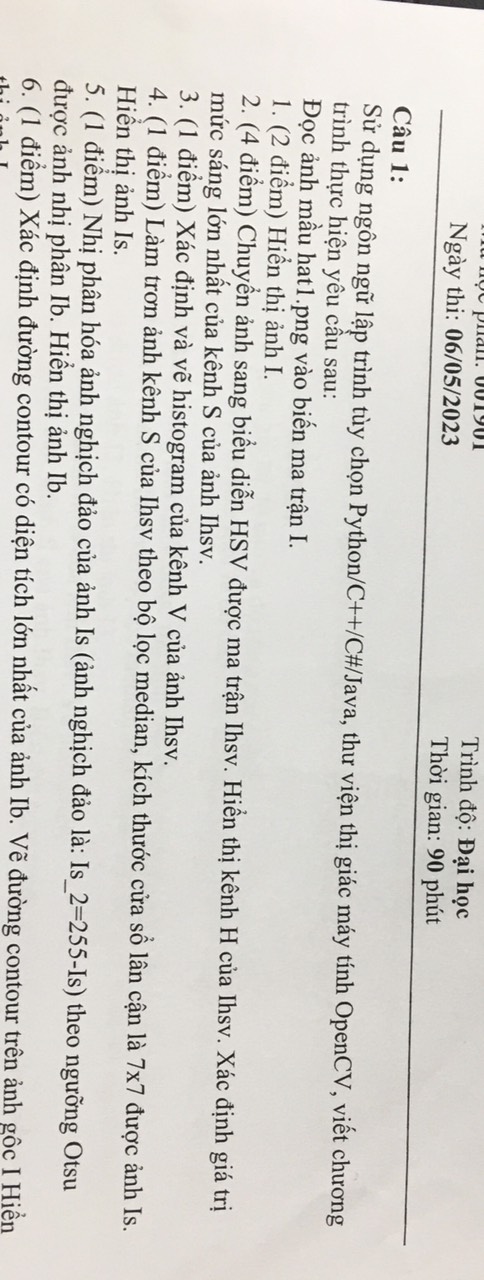 học phần: 001901
Ngày thi: 06/05/2023
Trình độ: Đại học
Thời gian: 90 phút
Câu 1:
Sử dụng ngôn ngữ lập trình tùy chọn Python/C++/C#/Java, thư viện thị giác máy tính OpenCV, viết chương
trình thực hiện yêu cầu sau:
Đọc ảnh mầu hat1.png vào biến ma trận I.
1. (2 điểm) Hiển thị ảnh I.
2. (4 điểm) Chuyển ảnh sang biểu diễn HSV được ma trận Ihsv. Hiển thị kênh H của Ihsv. Xác định giá trị
mức sáng lớn nhất của kênh S của ảnh Ihsv.
3. (1 điểm) Xác định và vẽ histogram của kênh V của ảnh Ihsv.
4. (1 điểm) Làm trơn ảnh kênh S của Ihsv theo bộ lọc median, kích thước cửa sổ lân cận là 7x7 được ảnh Is.
Hiển thị ảnh Is.
5. (1 điểm) Nhị phân hóa ảnh nghịch đảo của ảnh Is (ảnh nghịch đảo là: Is_2=255-Is) theo ngưỡng Otsu
được ảnh nhị phân Ib. Hiển thị ảnh Ib.
6. (1 điểm) Xác định đường contour có diện tích lớn nhất của ảnh Ib. Vẽ đường contour trên ảnh gốc I Hiển
thị ảnh I